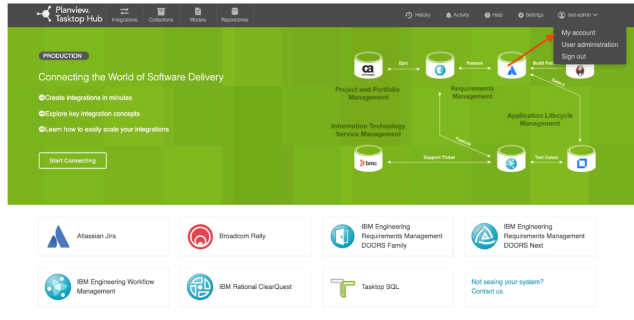 Planview.
Tasktop Hub
Integrations
Collections
Models
Repositories
History
Activity
Help
Settings
test-admin
My account
User administration
Sign out
PRODUCTION
Connecting the World of Software Delivery
Create integrations in minutes
Explore key integration concepts
Learn how to easily scale your integrations
Start Connecting
ca
Epic
Feature
Build Fail
Defect
Project and Portfolio
Management
Requirements
Management
Application Lifecycle
Management
Information Technology
Service Management
Feature
bmc
Support Ticket
Test Cases
Atlassian Jira
Broadcom Rally
IBM Engineering
Requirements Management
DOORS Family
IBM Engineering
Requirements Management
DOORS Next
IBM Engineering Workflow
Management
IBM Rational ClearQuest
Tasktop SQL
Not seeing your system?
Contact us.